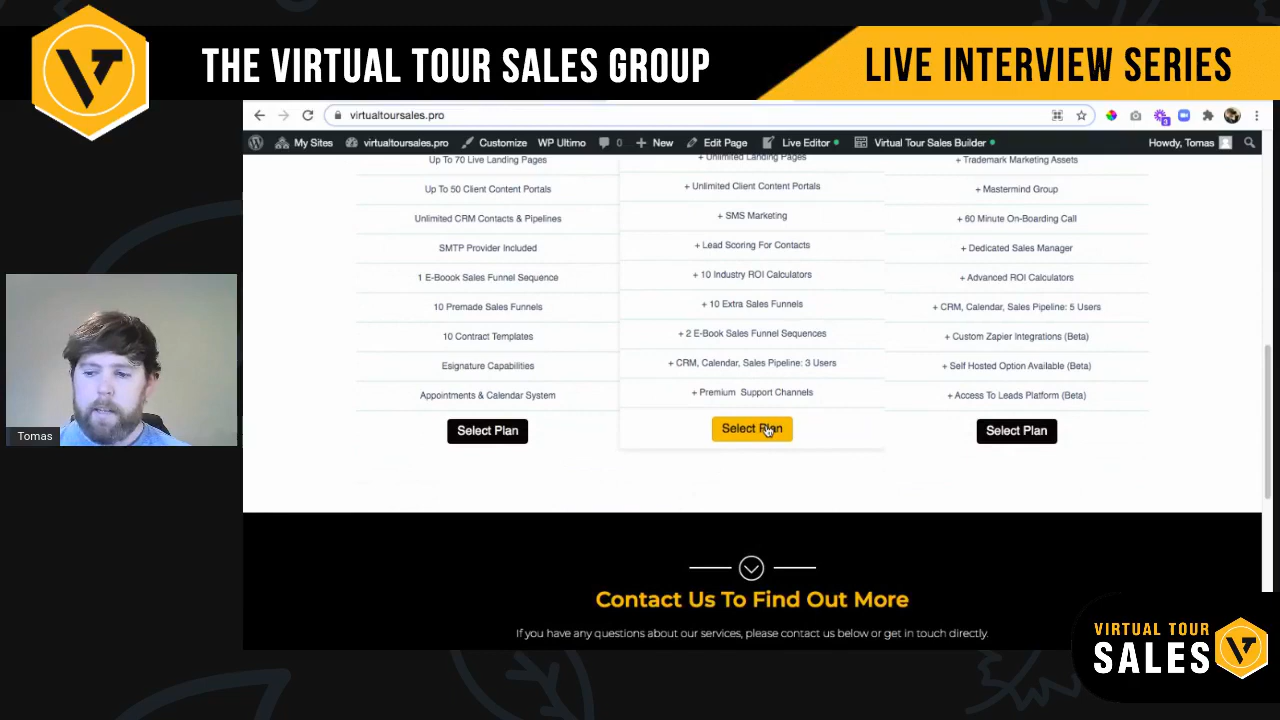 THE VIRTUAL TOUR SALES GROUP
LIVE INTERVIEW SERIES
virtualtoursales.pro
My Sites
virtualtoursales.pro
Customize
WP Ultimo
0
+ New
Edit Page
Live Editor
Virtual Tour Sales Builder
Howdy, Tomas
Up To 70 Live Landing Pages
Up To 50 Client Content Portals
Unlimited CRM Contacts & Pipelines
SMTP Provider Included
1 E-Boook Sales Funnel Sequence
10 Premade Sales Funnels
10 Contract Templates
Esignature Capabilities
Appointments & Calendar System
Select Plan
+ Unlimited Landing Pages
+ Unlimited Client Content Portals
+ SMS Marketing
+ Lead Scoring For Contacts
+ 10 Industry ROI Calculators
+ 10 Extra Sales Funnels
+ 2 E-Book Sales Funnel Sequences
+ CRM, Calendar, Sales Pipeline: 3 Users
+ Premium Support Channels
Select Plan
+ Trademark Marketing Assets
+ Mastermind Group
+ 60 Minute On-Boarding Call
+ Dedicated Sales Manager
+ Advanced ROI Calculators
+ CRM, Calendar, Sales Pipeline: 5 Users
+ Custom Zapier Integrations (Beta)
+ Self Hosted Option Available (Beta)
+ Access To Leads Platform (Beta)
Select Plan
Tomas
Contact Us To Find Out More
If you have any questions about our services, please contact us below or get in touch directly.
VIRTUAL TOUR
SALES